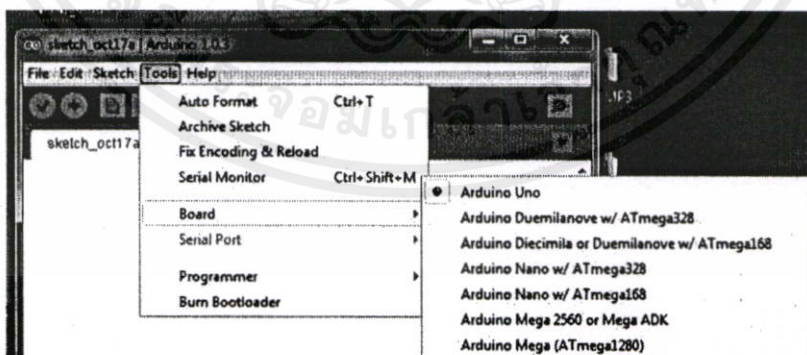 sketch_oct17a | Arduino 1.0.3
File Edit Sketch Tools Help
sketch_oct17a
Auto Format Ctrl+T
Archive Sketch
Fix Encoding & Reload
Serial Monitor Ctrl+Shift+M
Board
Serial Port
Programmer
Burn Bootloader
Arduino Uno
Arduino Duemilanove w/ ATmega328
Arduino Diecimila or Duemilanove w/ ATmega168
Arduino Nano w/ ATmega328
Arduino Nano w/ ATmega168
Arduino Mega 2560 or Mega ADK
Arduino Mega (ATmega1280)